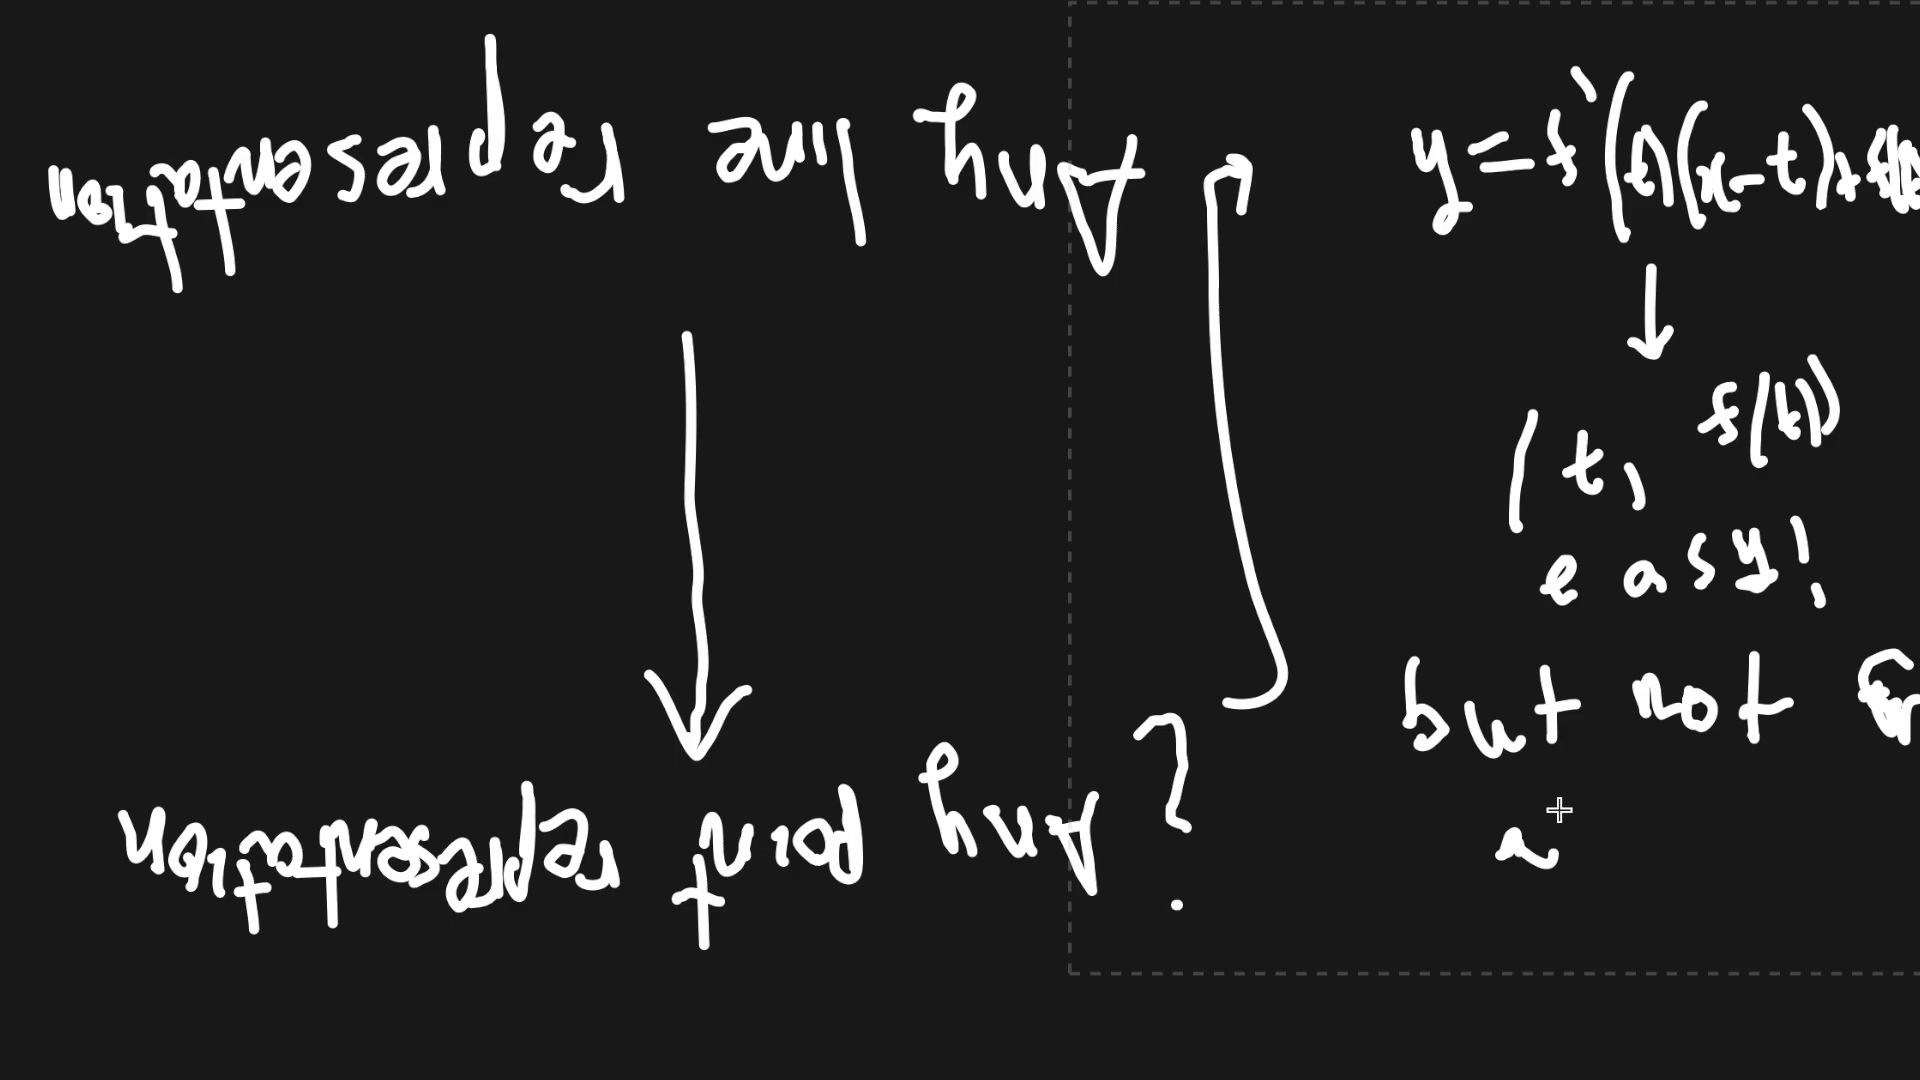 Any line representation
Any point representation ?
y=f'(t)(x-t)+f(t
↓
(t, f(t))
easy!
but not
a